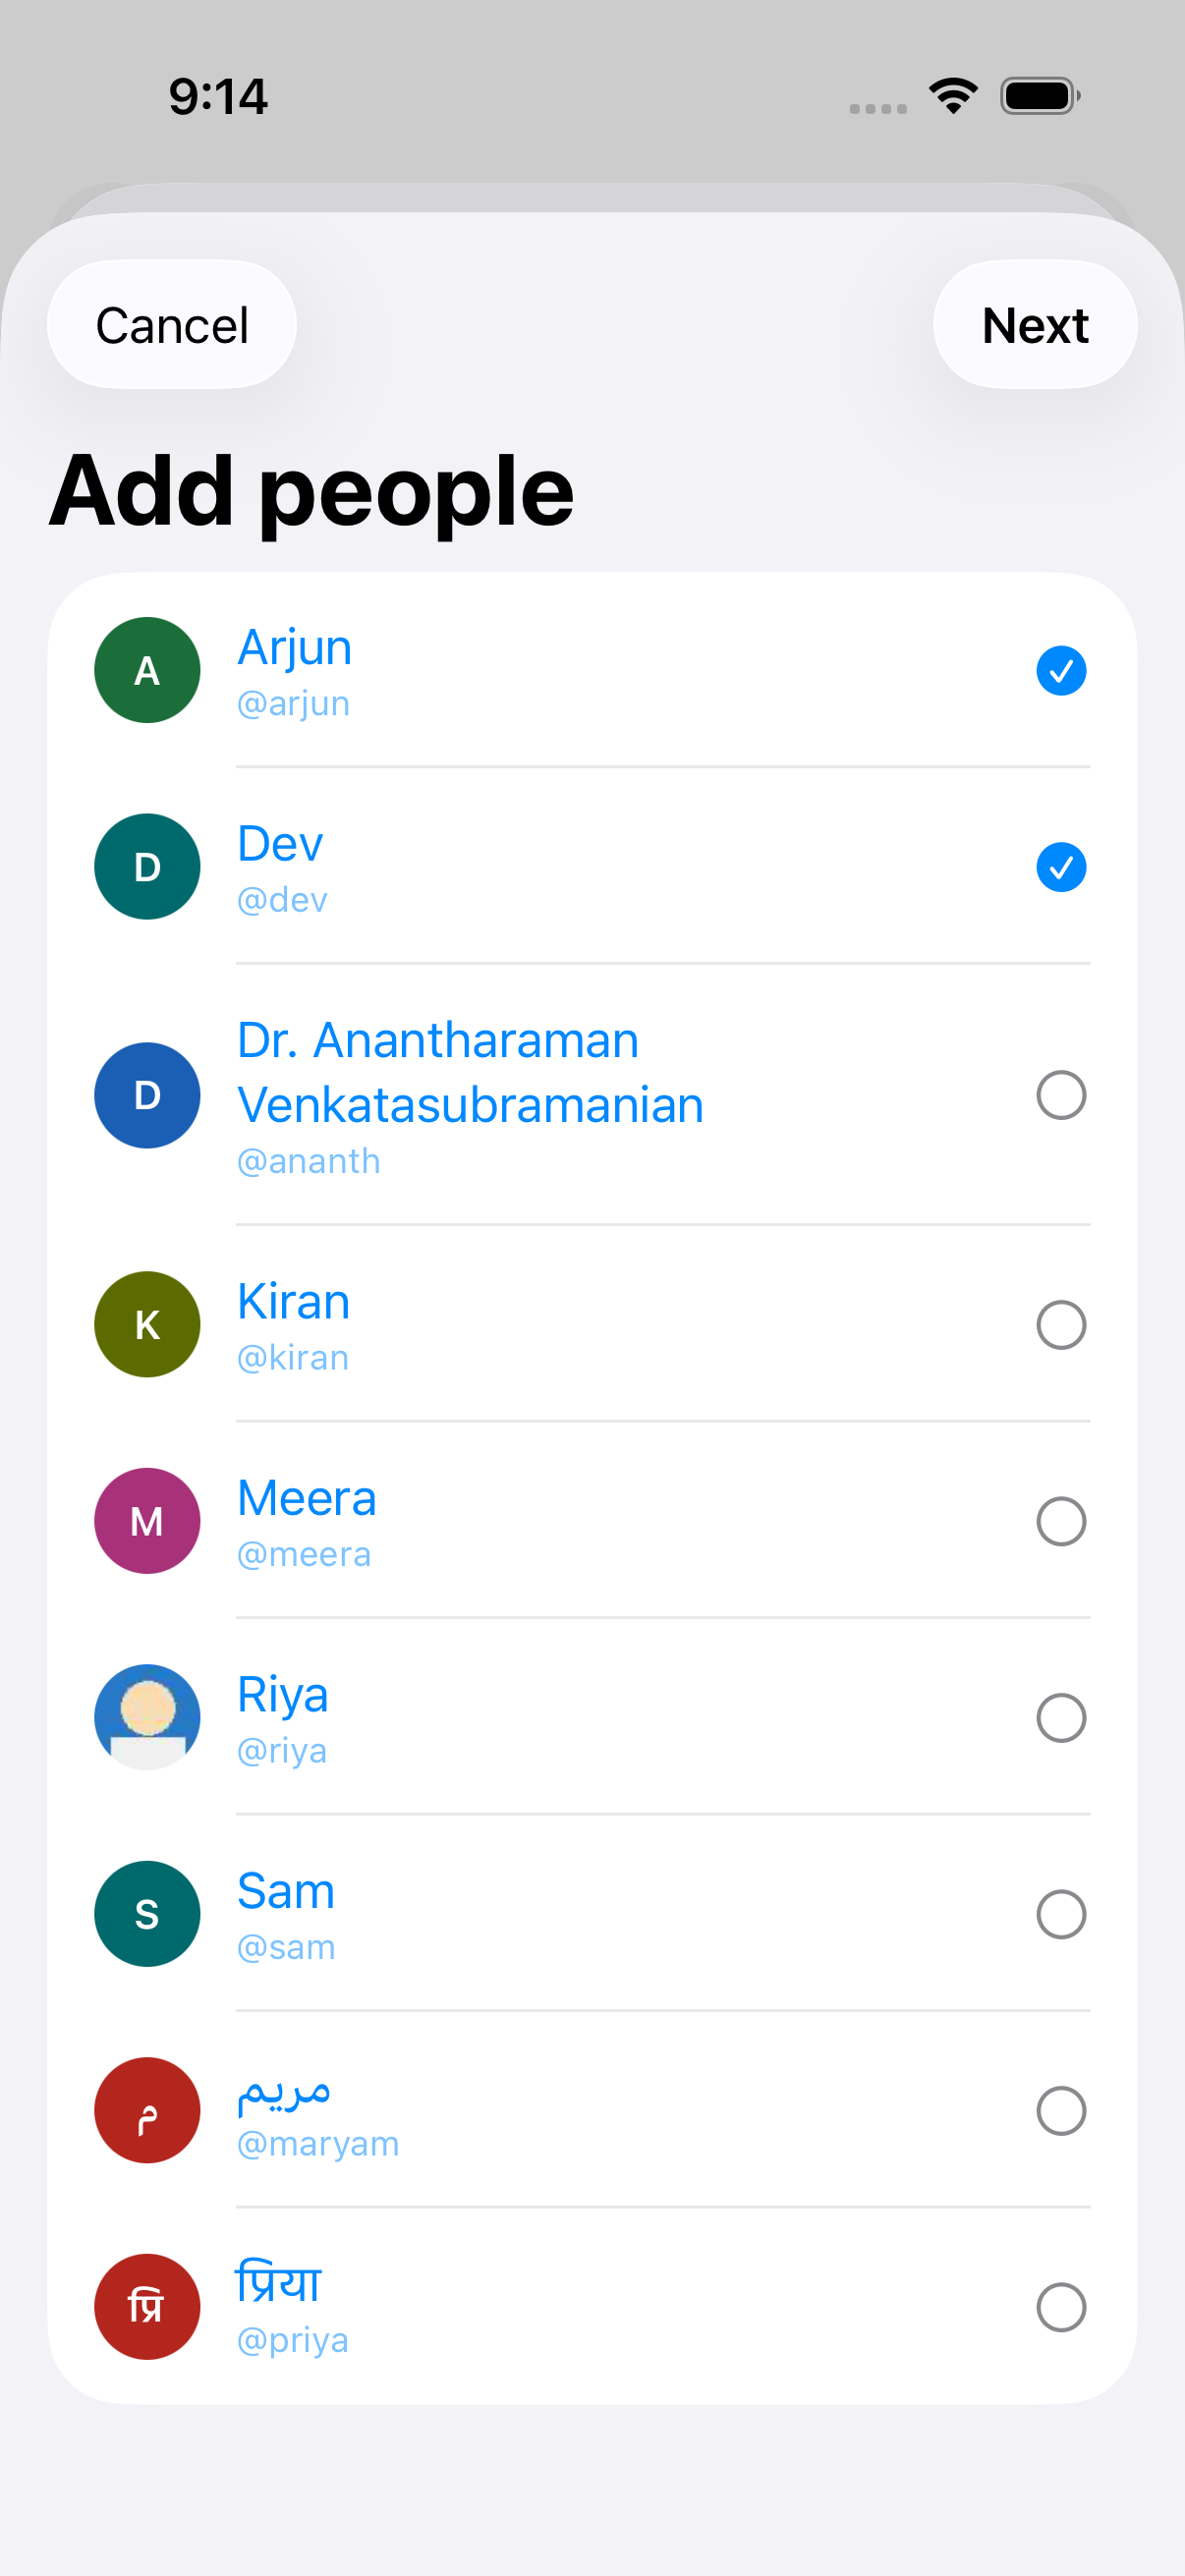 9:14
Cancel
Next
Add people
A
Arjun
@arjun
D
Dev
@dev
D
Dr. Anantharaman
Venkatasubramanian
@ananth
K
Kiran
@kiran
M
Meera
@meera
Riya
@riya
S
Sam
@sam
م
مريم
@maryam
प्रि
प्रिया
@priya